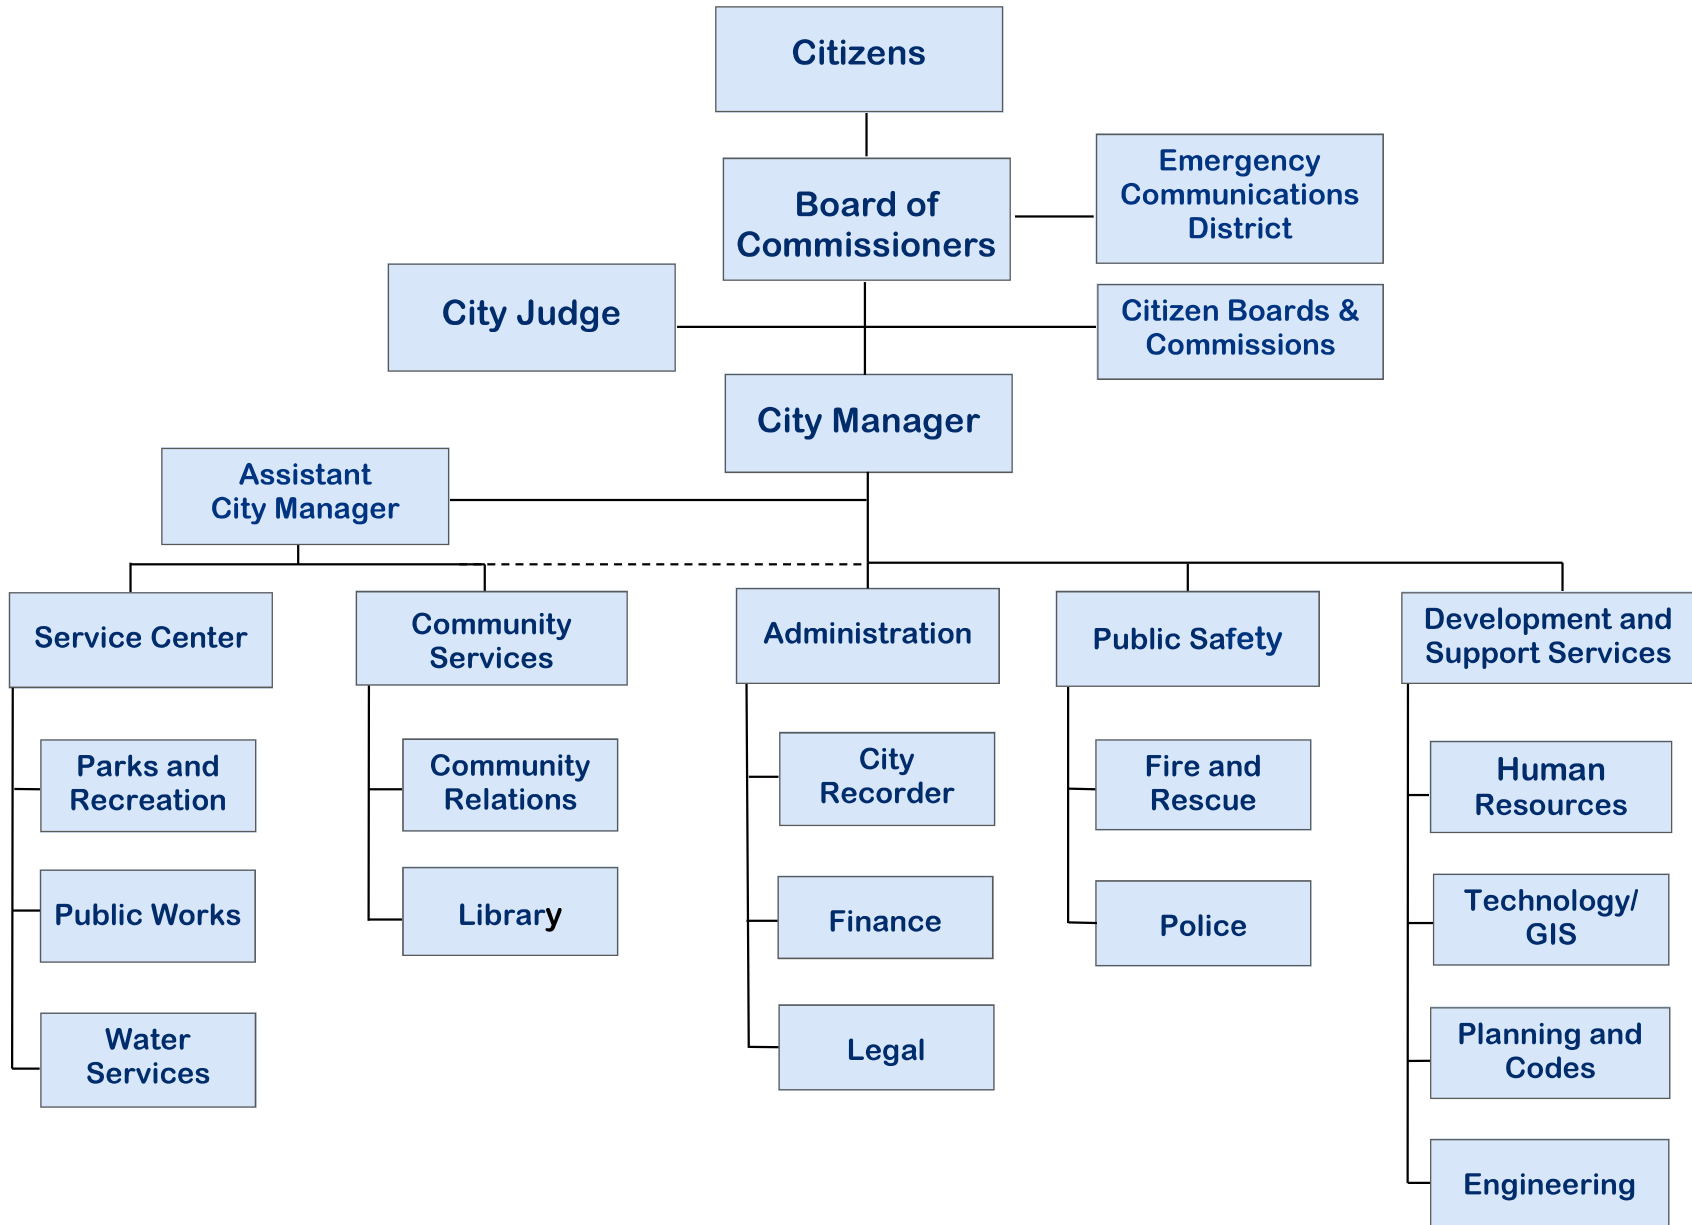 Citizens
Emergency
Communications
District
Board of
Commissioners
City Judge
Citizen Boards &
Commissions
City Manager
Assistant
City Manager
Service Center
Community
Services
Administration
Public Safety
Development and
Support Services
Parks and
Recreation
Public Works
Water
Services
Community
Relations
Library
City
Recorder
Finance
Legal
Fire and
Rescue
Police
Human
Resources
Technology/
GIS
Planning and
Codes
Engineering